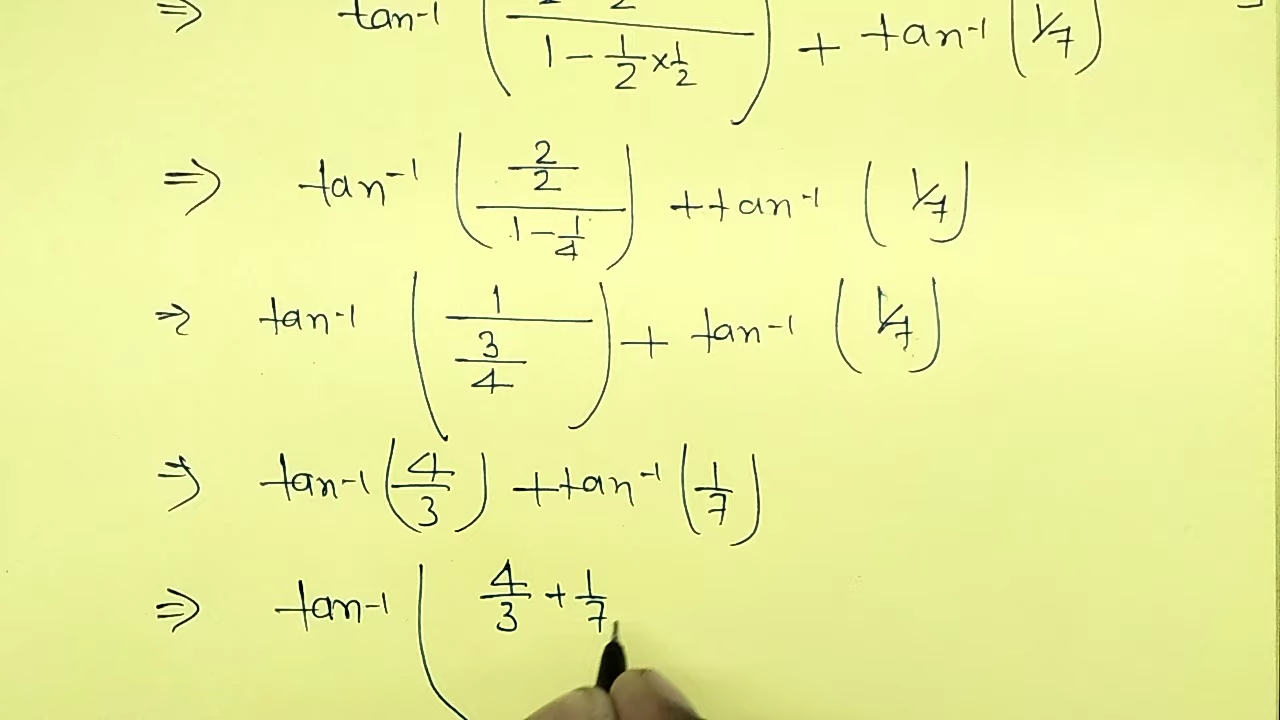 ⇒ tan-1 ( 2 / 1 - 1/2 × 1/2 ) + tan-1 ( 1/7 )
⇒ tan-1 ( 2/2 / 1 - 1/4 ) + tan-1 ( 1/7 )
⇒ tan-1 ( 1 / 3/4 ) + tan-1 ( 1/7 )
⇒ tan-1 ( 4/3 ) + tan-1 ( 1/7 )
⇒ tan-1 ( 4/3 + 1/7